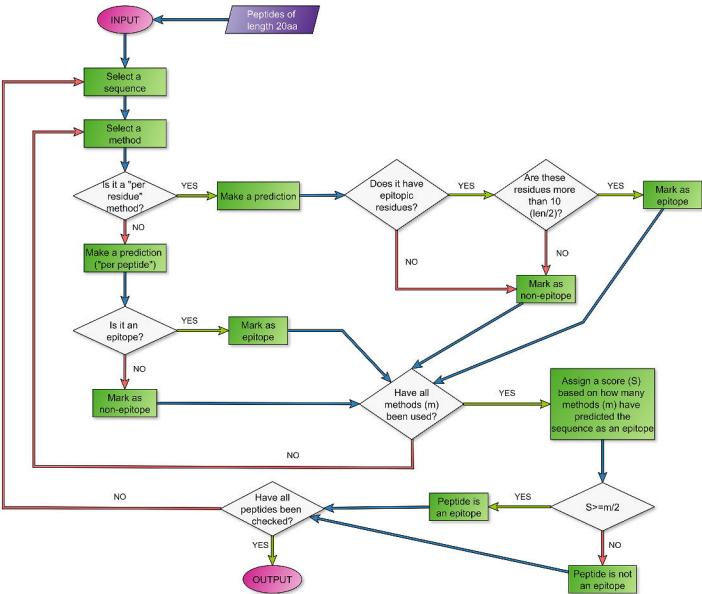 INPUT
Peptides of
length 20aa
Select a
sequence
Select a
method
Is it a "per
residue"
method?
YES
Make a prediction
Does it have
epitopic
residues?
YES
Are these
residues more
than 10
(len/2)?
YES
Mark as
epitope
NO
Make a prediction
("per peptide")
NO
NO
Mark as
non-epitope
Is it an
epitope?
YES
Mark as
epitope
NO
Mark as
non-epitope
Have all
methods (m)
been used?
YES
Assign a score (S)
based on how many
methods (m) have
predicted the
sequence as an epitope
NO
NO
Have all
peptides been
checked?
Peptide is
an epitope
YES
S>=m/2
YES
NO
OUTPUT
Peptide is not
an epitope